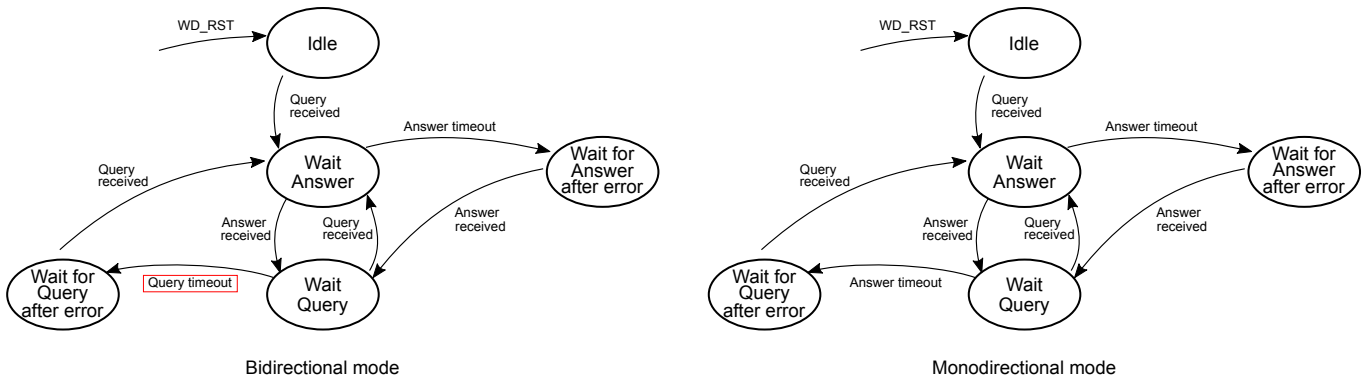 WD_RST
Idle
Query
received
Wait
Answer
Answer timeout
Wait for
Answer
after error
Query
received
Answer
received
Query
received
Answer
received
Wait for
Query
after error
Query timeout
Wait
Query
Bidirectional mode
WD_RST
Idle
Query
received
Wait
Answer
Answer timeout
Wait for
Answer
after error
Query
received
Answer
received
Query
received
Answer
received
Wait for
Query
after error
Answer timeout
Wait
Query
Monodirectional mode